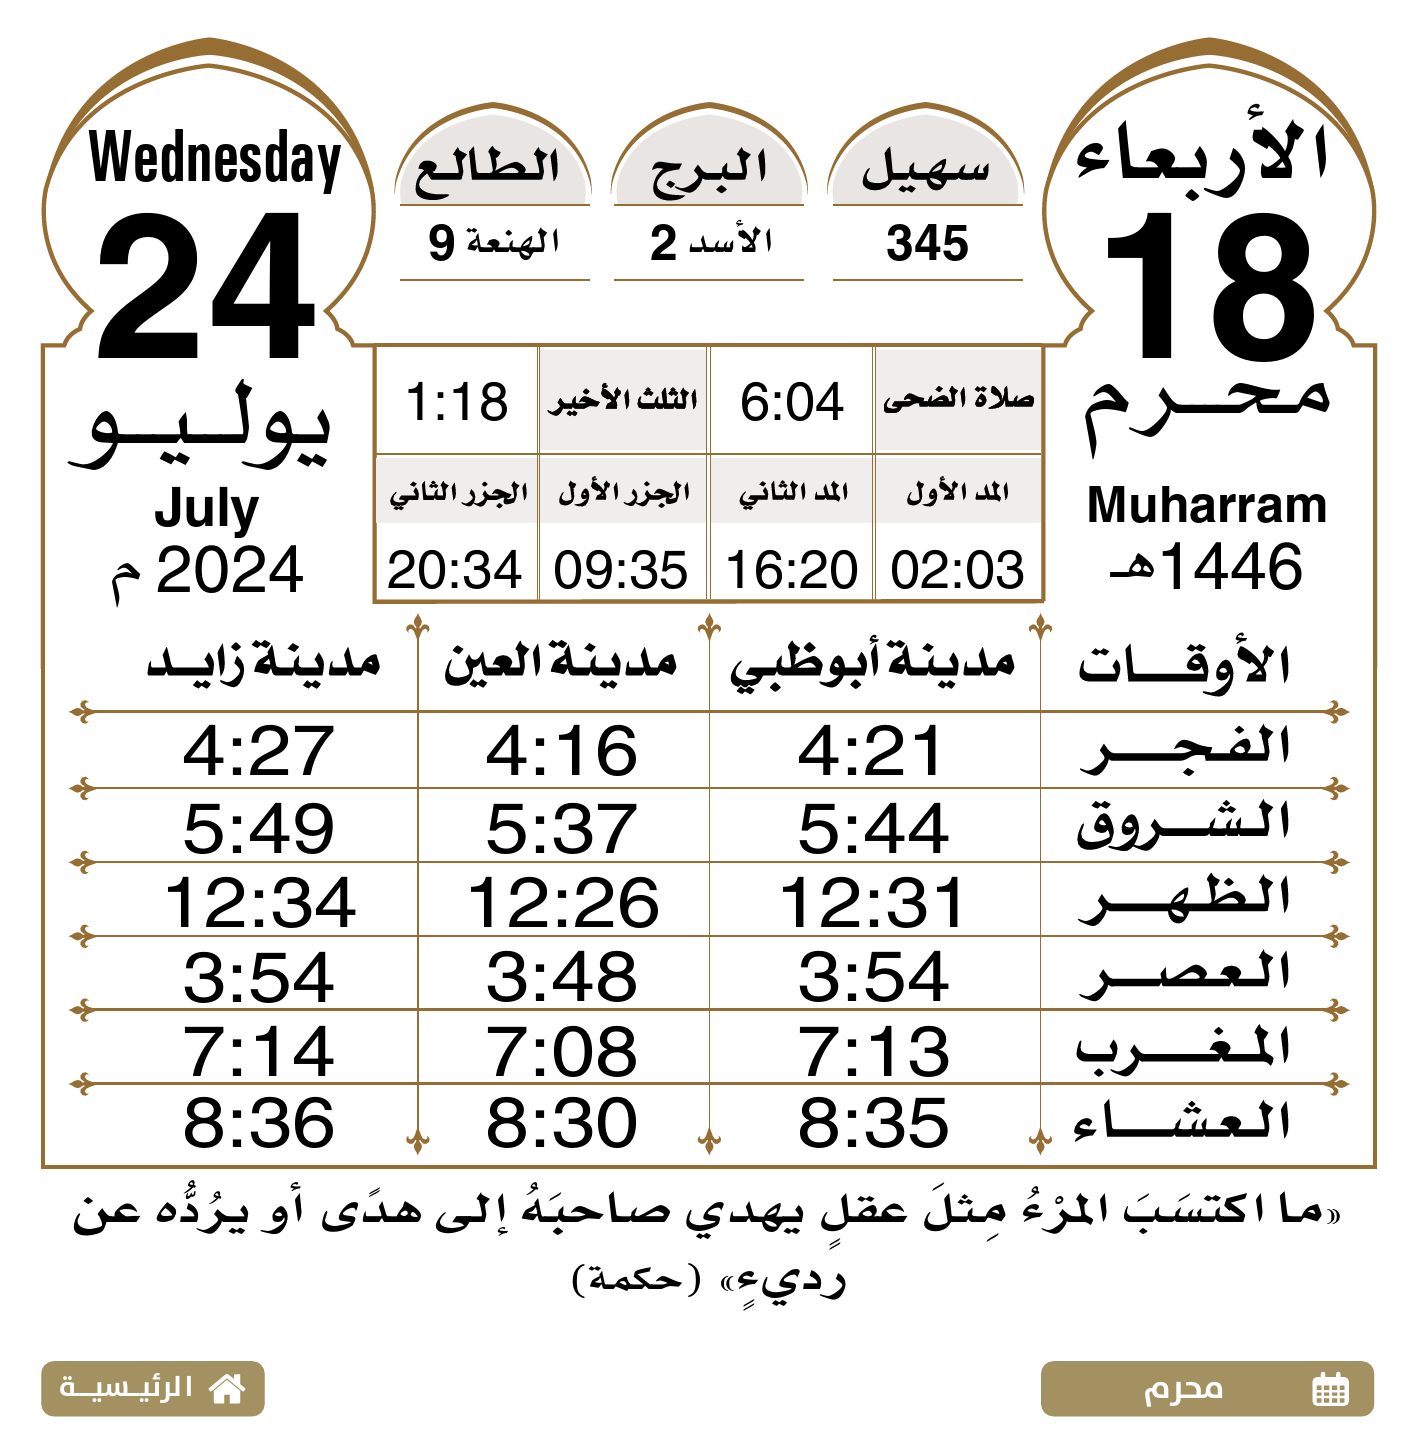 الأربعاء
18
محرم
Muharram
1446هـ
سهيل
345
البرج
الأسد 2
الطالع
الهنعة 9
Wednesday
24
يوليو
July
2024 م
صلاة الضحى 6:04 الثلث الأخير 1:18
المد الأول المد الثاني الجزر الأول الجزر الثاني
02:03 16:20 09:35 20:34
الأوقات مدينة أبوظبي مدينة العين مدينة زايد
الفجر 4:21 4:16 4:27
الشروق 5:44 5:37 5:49
الظهر 12:31 12:26 12:34
العصر 3:54 3:48 3:54
المغرب 7:13 7:08 7:14
العشاء 8:35 8:30 8:36
«ما اكتسَبَ المرْءُ مِثلَ عقلٍ يهدي صاحبَهُ إلى هدًى أو يرُدُّه عن
رديءٍ» (حكمة)
محرم
الرئيسية